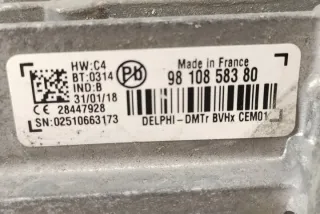 HW:C4
BT:0314
IND:B
31/01/18
CE 28447928
SN:02510663173
Pb
Made in France
98 108 583 80
DELPHI-DMTr BVHx CEM01